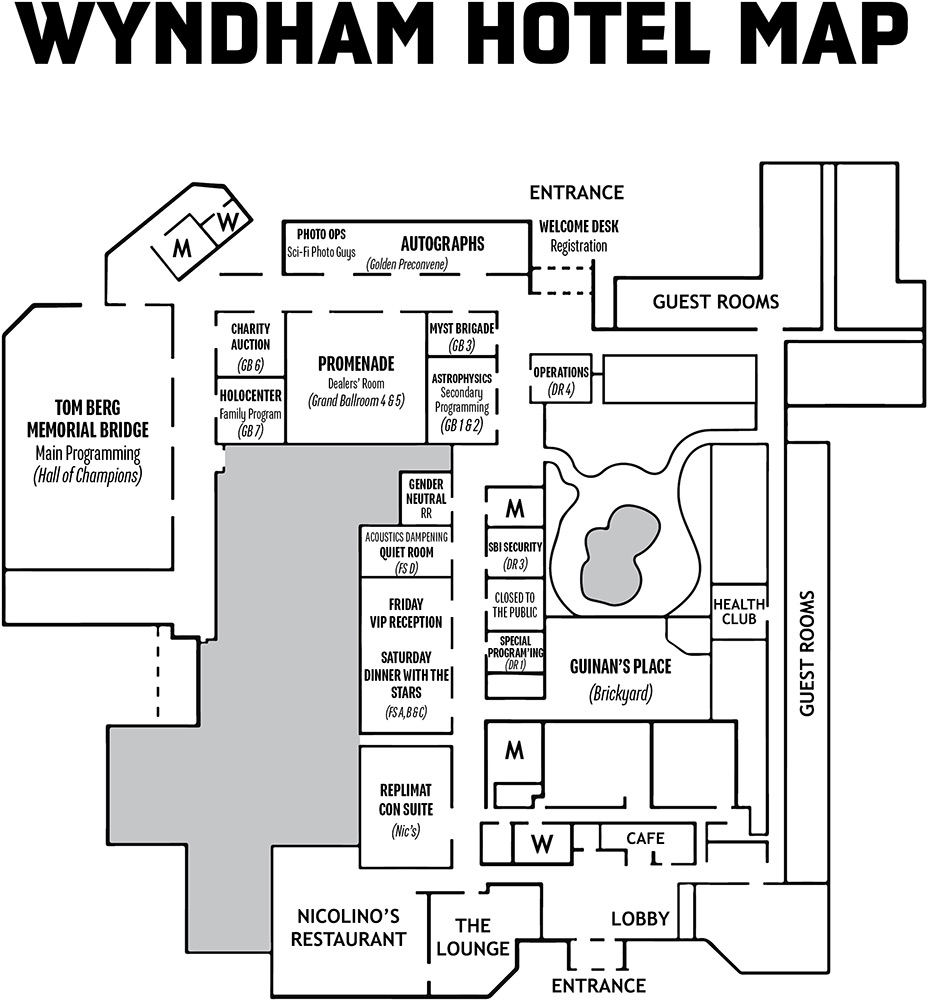 WYNDHAM HOTEL MAP
ENTRANCE
WELCOME DESK
Registration
M
W
PHOTO OPS
Sci-Fi Photo Guys
AUTOGRAPHS
(Golden Preconvene)
GUEST ROOMS
CHARITY
AUCTION
(GB 6)
HOLOCENTER
Family Program
(GB 7)
PROMENADE
Dealers' Room
(Grand Ballroom 4 & 5)
MYST BRIGADE
(GB 3)
ASTROPHYSICS
Secondary
Programming
(GB 1 & 2)
OPERATIONS
(DR 4)
TOM BERG
MEMORIAL BRIDGE
Main Programming
(Hall of Champions)
GENDER
NEUTRAL
RR
ACOUSTICS DAMPENING
QUIET ROOM
(FS D)
FRIDAY
VIP RECEPTION
SATURDAY
DINNER WITH THE
STARS
(FS A, B & C)
M
SBI SECURITY
(DR 3)
CLOSED TO
THE PUBLIC
SPECIAL
PROGRAM'ING
(DR 1)
GUINAN'S PLACE
(Brickyard)
HEALTH
CLUB
GUEST ROOMS
REPLIMAT
CON SUITE
(Nic's)
M
W
CAFE
NICOLINO'S
RESTAURANT
THE
LOUNGE
LOBBY
ENTRANCE